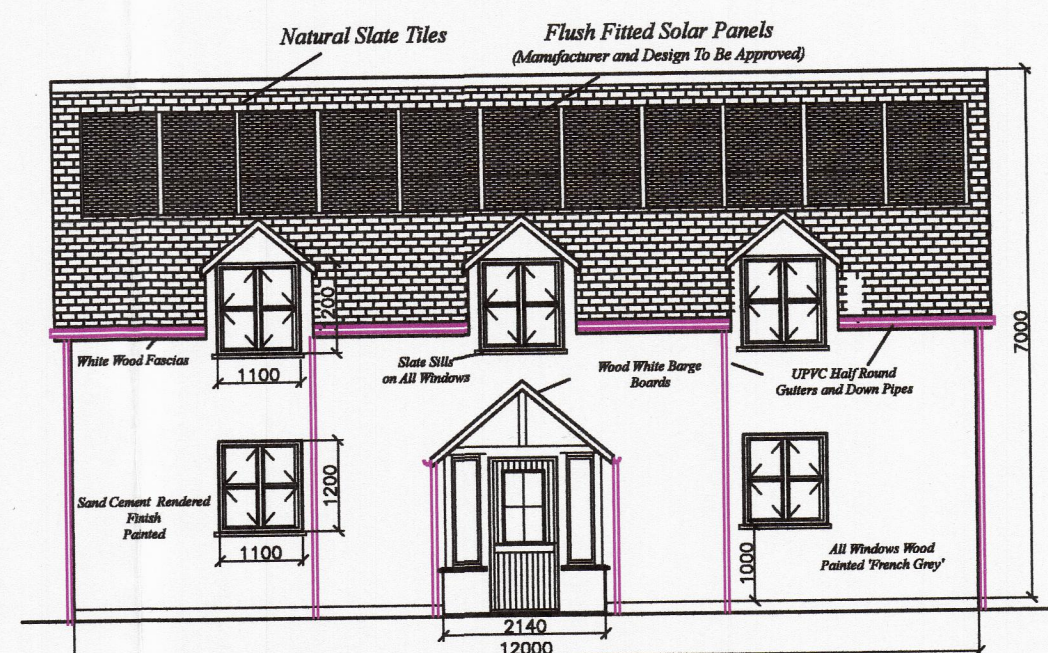 Natural Slate Tiles
Flush Fitted Solar Panels
(Manufacturer and Design To Be Approved)
1200
7000
White Wood Fascias
1100
Slate Sills
on All Windows
Wood White Barge
Boards
UPVC Half Round
Gutters and Down Pipes
1200
Sand Cement Rendered
Finish
Painted
1100
1000
All Windows Wood
Painted 'French Grey'
2140
12000